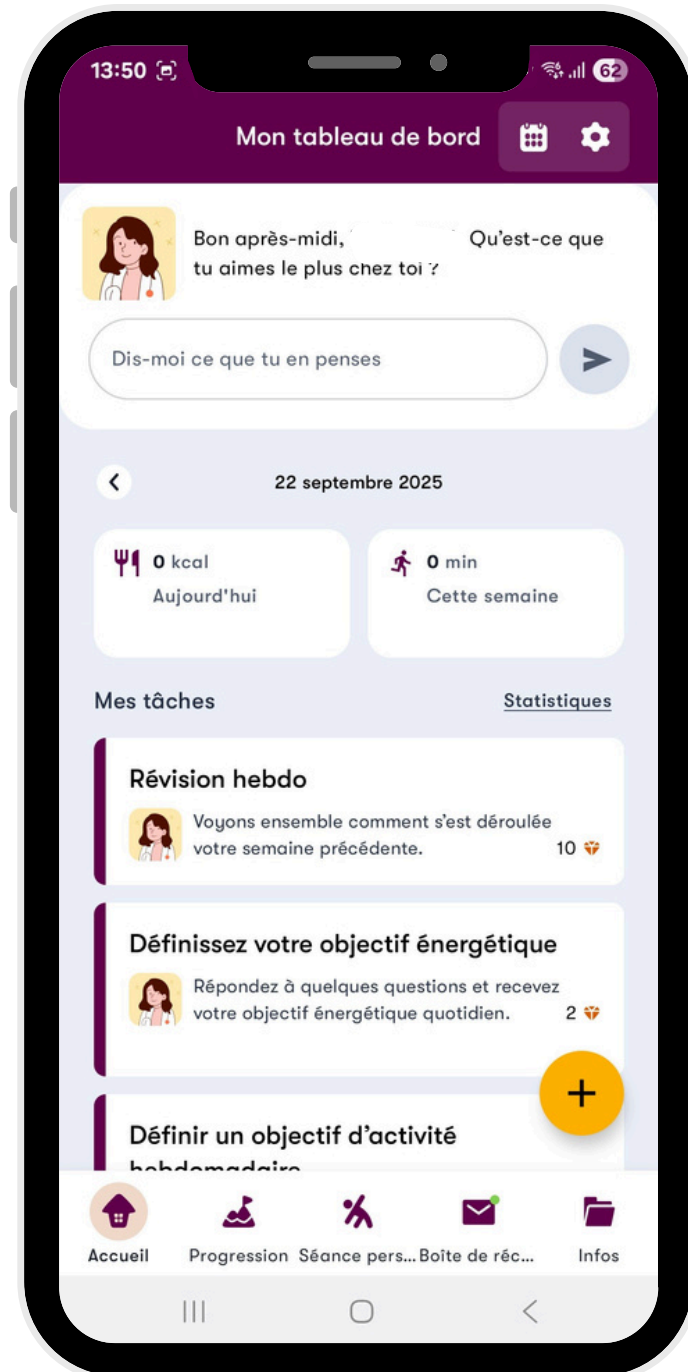 13:50
62
Mon tableau de bord
Bon après-midi, Qu'est-ce que
tu aimes le plus chez toi ?
Dis-moi ce que tu en penses
22 septembre 2025
0 kcal
Aujourd'hui
0 min
Cette semaine
Mes tâches
Statistiques
Révision hebdo
Voyons ensemble comment s'est déroulée
votre semaine précédente.
10
Définissez votre objectif énergétique
Répondez à quelques questions et recevez
votre objectif énergétique quotidien.
2
+
Définir un objectif d'activité
hebdomadaire
Accueil
Progression
Séance pers...
Boîte de réc...
Infos